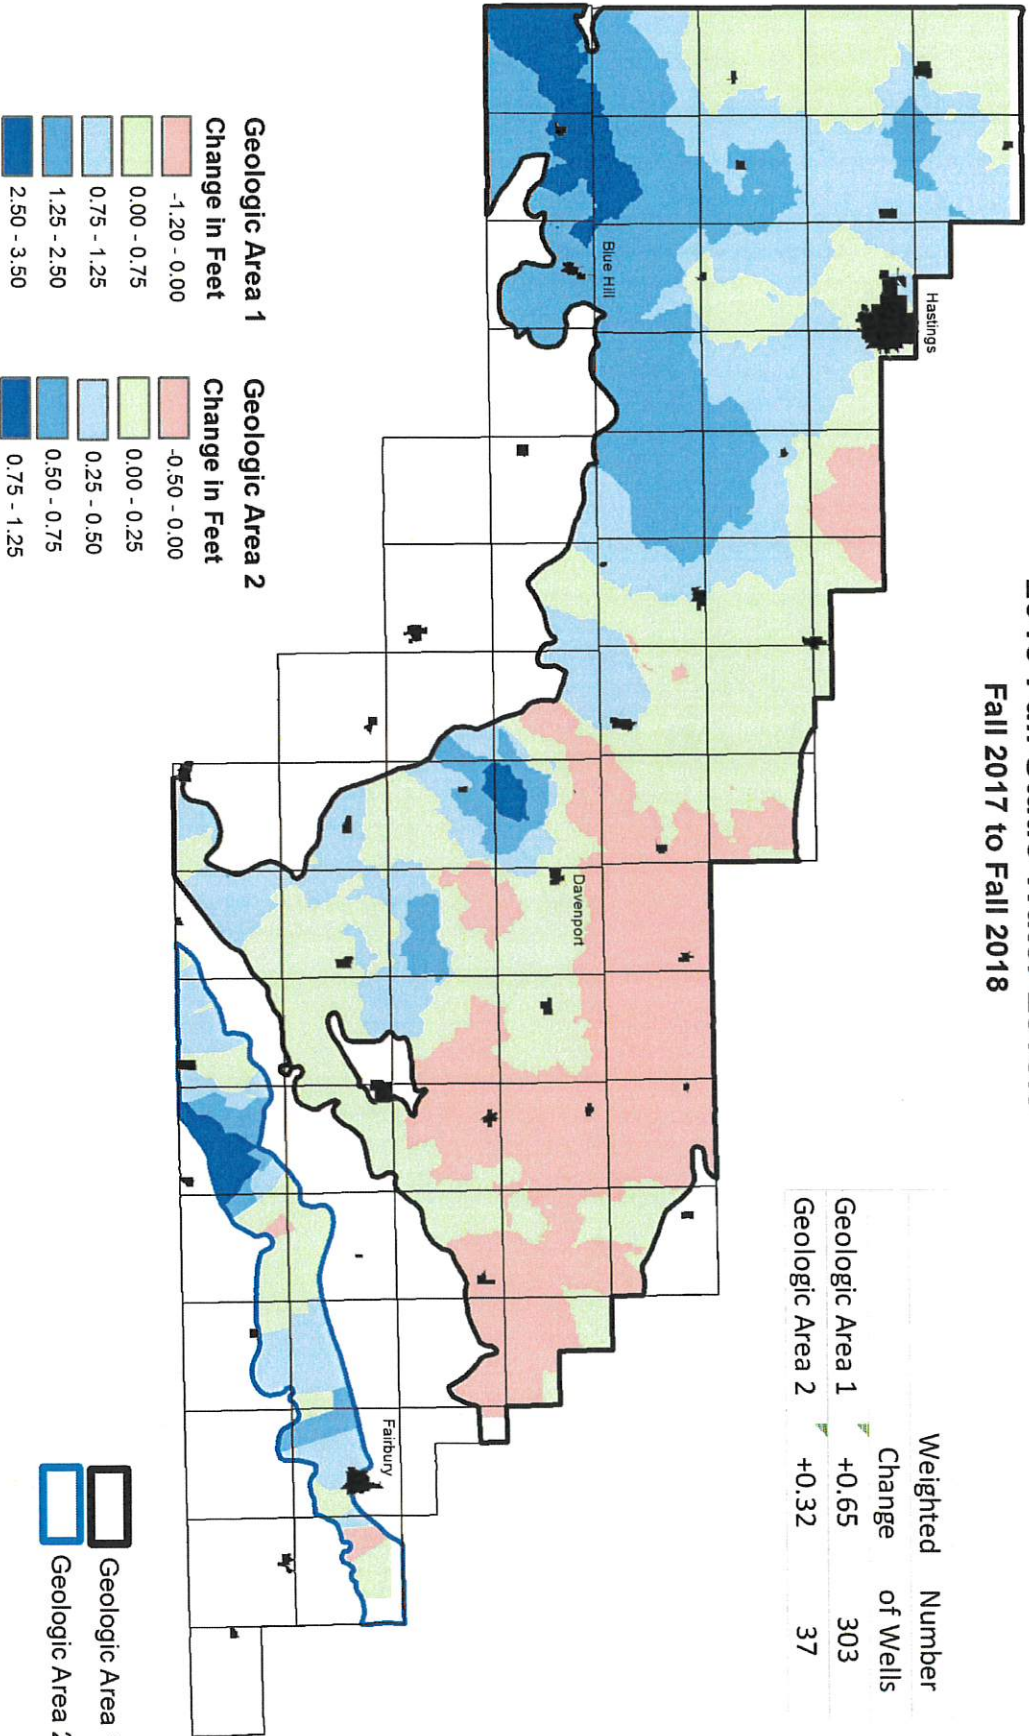 Fall 2017 to Fall 2018
Weighted Number
Change of Wells
Geologic Area 1 +0.65 303
Geologic Area 2 +0.32 37
Hastings
Blue Hill
Davenport
Fairbury
Geologic Area 1
Change in Feet
-1.20 - 0.00
0.00 - 0.75
0.75 - 1.25
1.25 - 2.50
2.50 - 3.50
Geologic Area 2
Change in Feet
-0.50 - 0.00
0.00 - 0.25
0.25 - 0.50
0.50 - 0.75
0.75 - 1.25
Geologic Area
Geologic Area 2